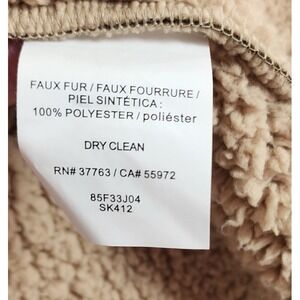 FAUX FUR / FAUX FOURRURE /
PIEL SINTÉTICA :
100% POLYESTER / poliéster
DRY CLEAN
RN# 37763 / CA# 55972
85F33J04
SK412